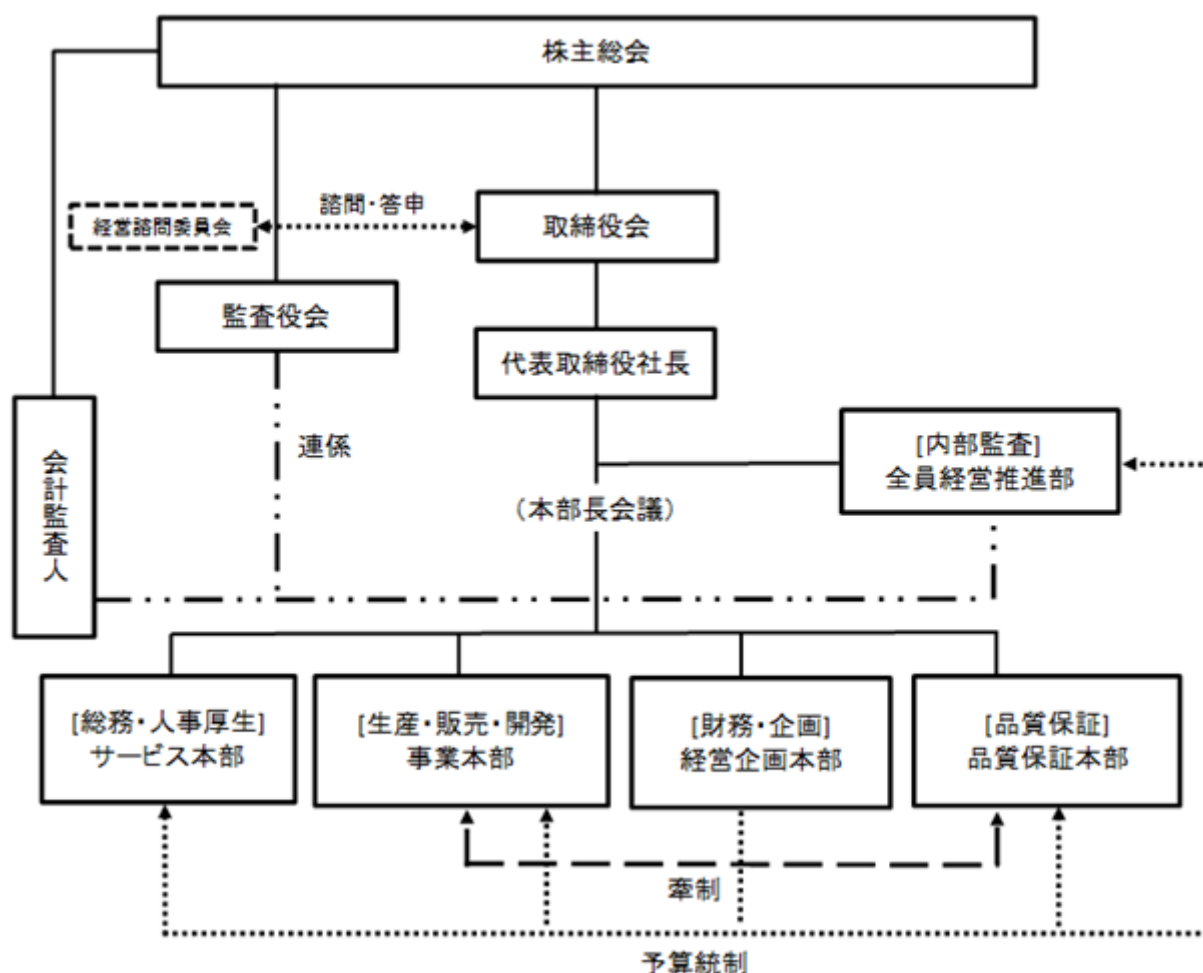 株主総会
諮問・答申
経営諮問委員会
取締役会
監査役会
代表取締役社長
連係
[内部監査]
全員経営推進部
会計監査人
（本部長会議）
[総務・人事厚生]
サービス本部
[生産・販売・開発]
事業本部
[財務・企画]
経営企画本部
[品質保証]
品質保証本部
牽制
予算統制